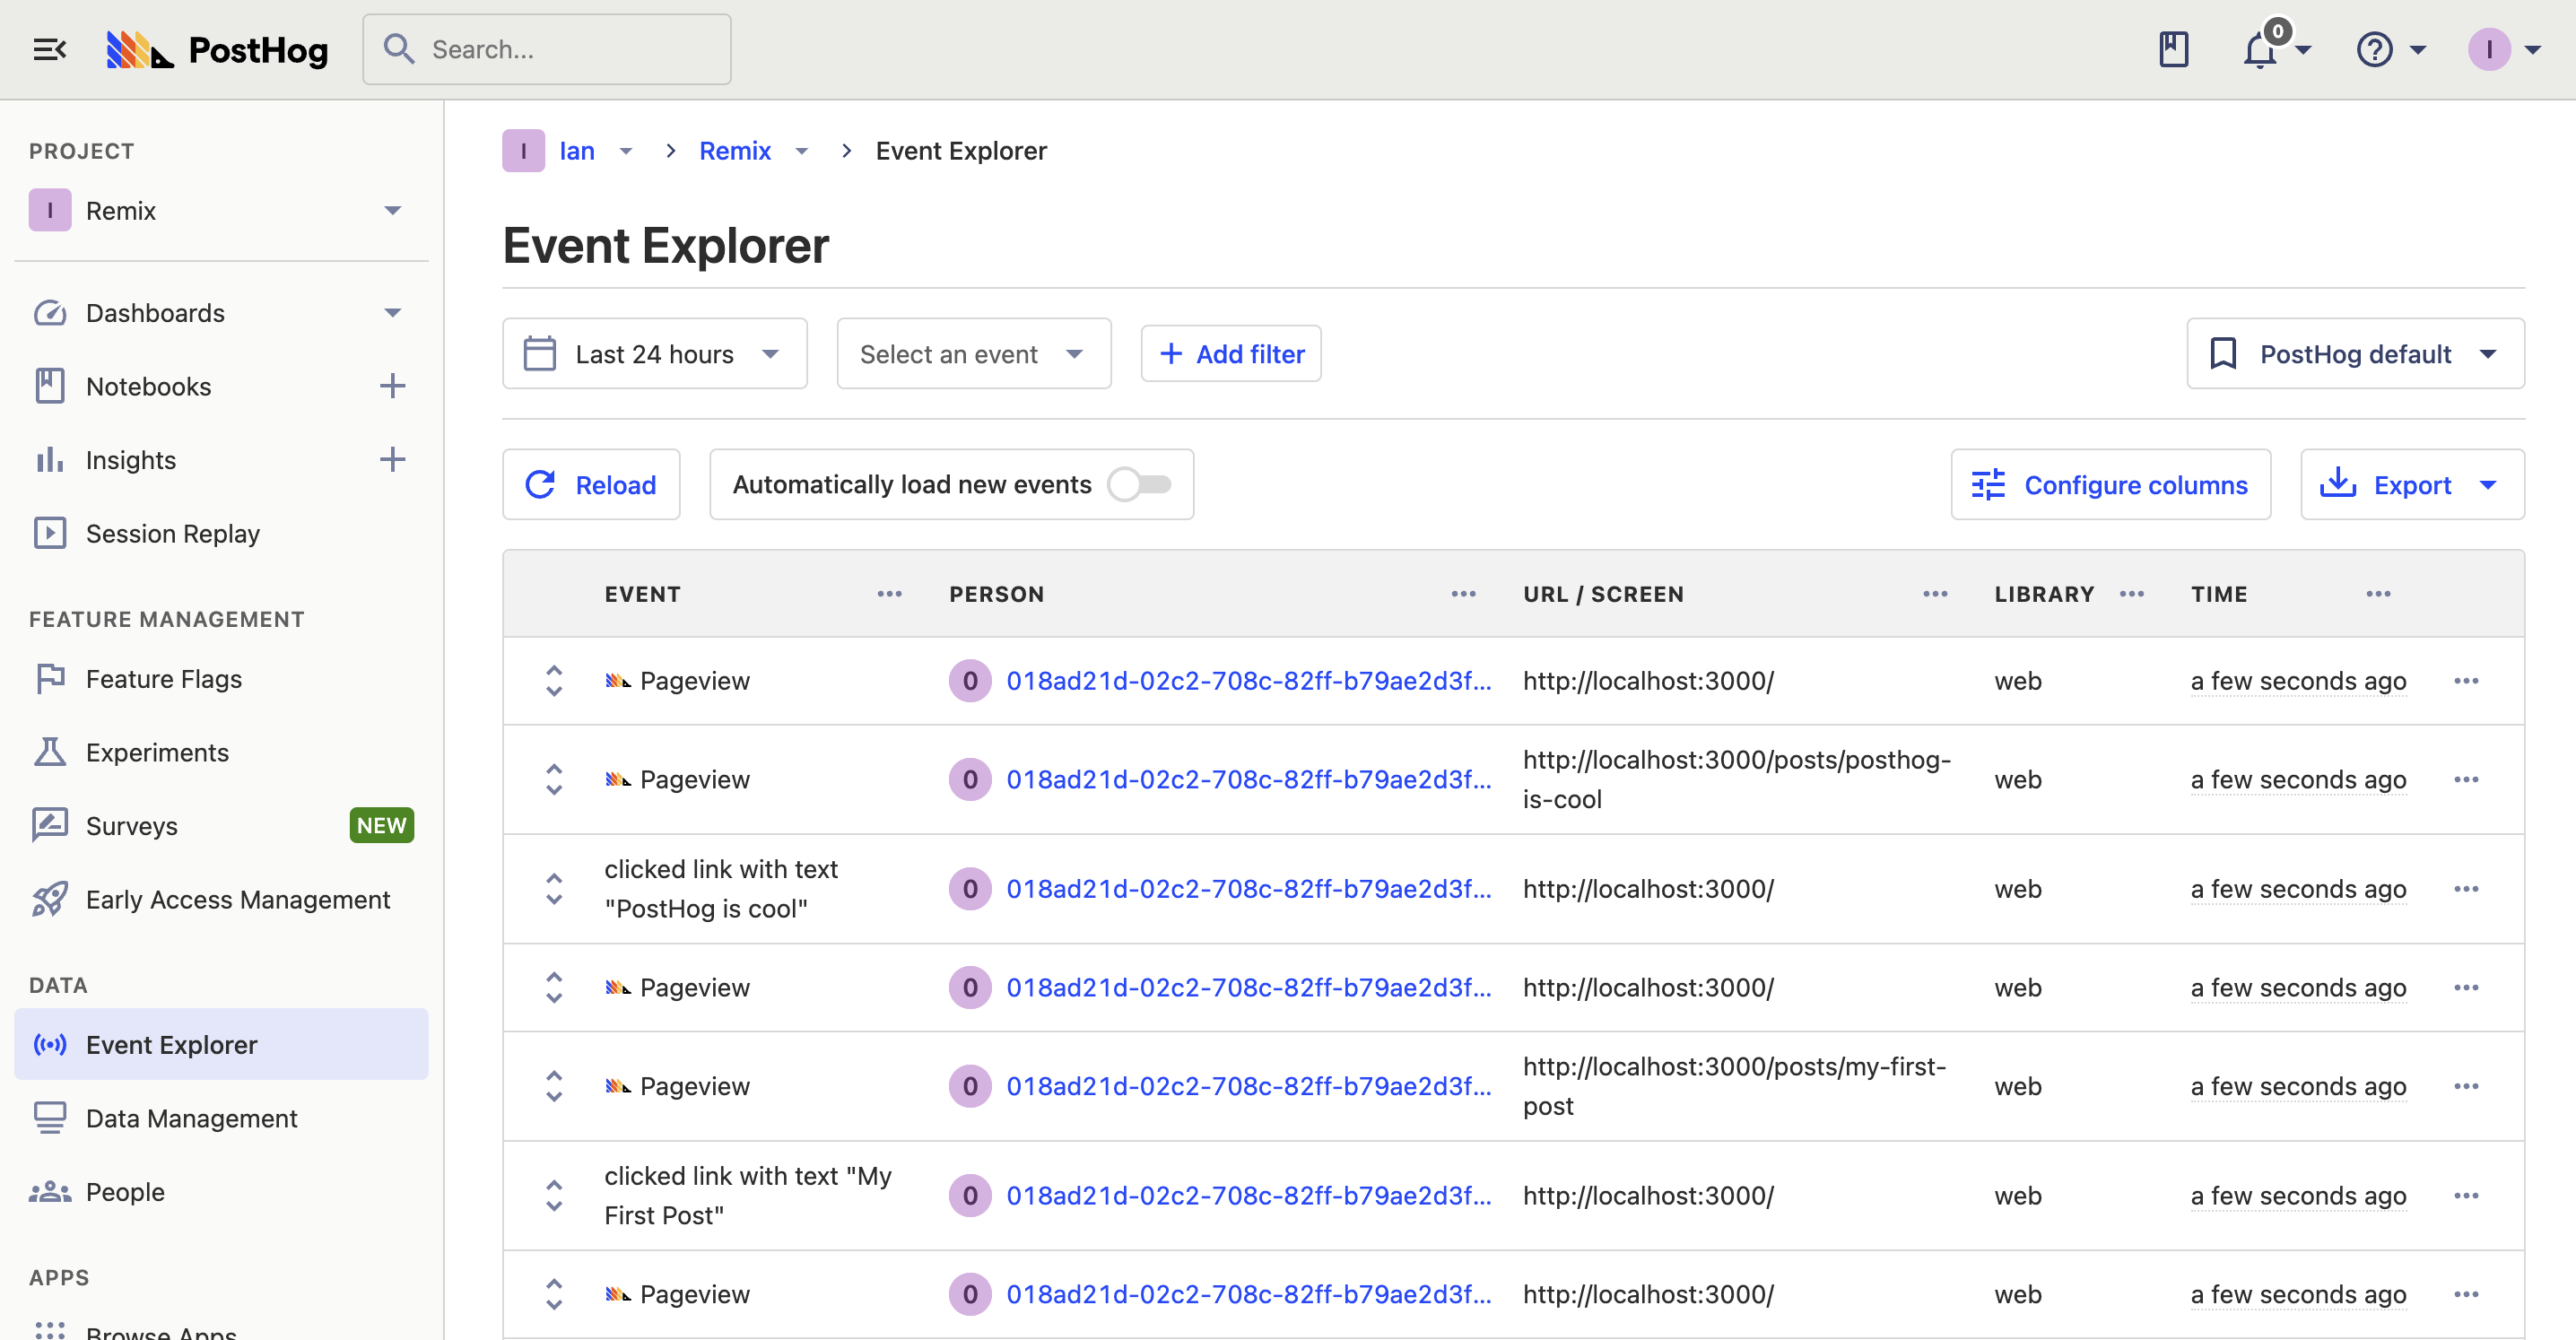 PostHog
Search...
0
I
PROJECT
I Remix
Dashboards
Notebooks
Insights
Session Replay
FEATURE MANAGEMENT
Feature Flags
Experiments
Surveys NEW
Early Access Management
DATA
Event Explorer
Data Management
People
APPS
Browse Apps
I Ian Remix Event Explorer
Event Explorer
Last 24 hours Select an event Add filter PostHog default
Reload Automatically load new events Configure columns Export
EVENT PERSON URL / SCREEN LIBRARY TIME
Pageview 0 018ad21d-02c2-708c-82ff-b79ae2d3f... http://localhost:3000/ web a few seconds ago
Pageview 0 018ad21d-02c2-708c-82ff-b79ae2d3f... http://localhost:3000/posts/posthog-
is-cool web a few seconds ago
clicked link with text
"PostHog is cool" 0 018ad21d-02c2-708c-82ff-b79ae2d3f... http://localhost:3000/ web a few seconds ago
Pageview 0 018ad21d-02c2-708c-82ff-b79ae2d3f... http://localhost:3000/ web a few seconds ago
Pageview 0 018ad21d-02c2-708c-82ff-b79ae2d3f... http://localhost:3000/posts/my-first-
post web a few seconds ago
clicked link with text "My
First Post" 0 018ad21d-02c2-708c-82ff-b79ae2d3f... http://localhost:3000/ web a few seconds ago
Pageview 0 018ad21d-02c2-708c-82ff-b79ae2d3f... http://localhost:3000/ web a few seconds ago